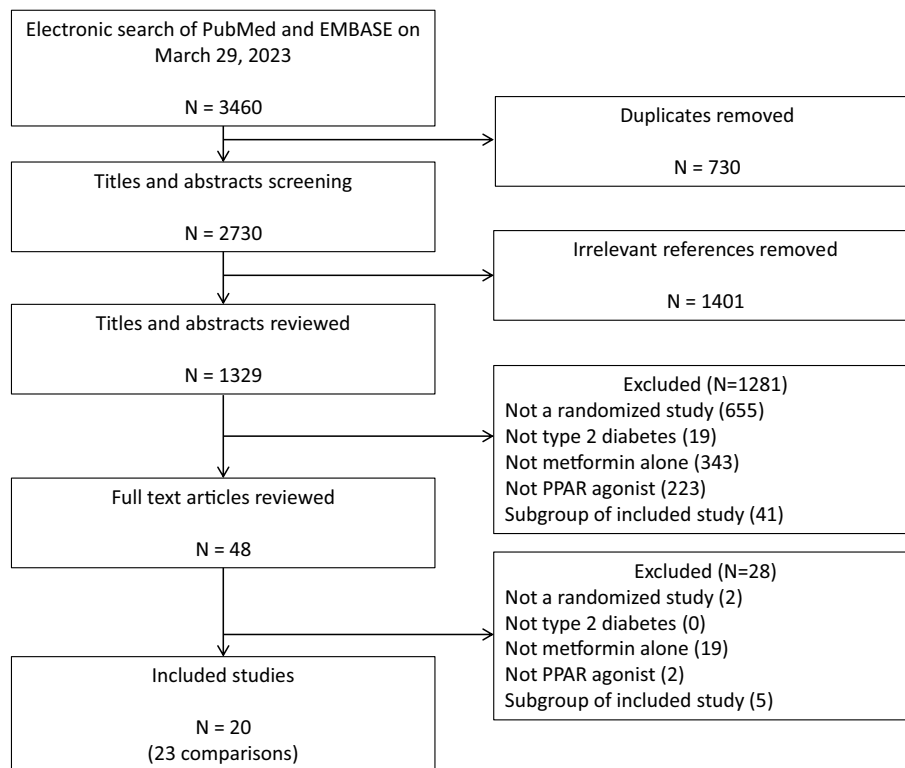 Electronic search of PubMed and EMBASE on
March 29, 2023
N = 3460
Duplicates removed
N = 730
Titles and abstracts screening
N = 2730
Irrelevant references removed
N = 1401
Titles and abstracts reviewed
N = 1329
Excluded (N=1281)
Not a randomized study (655)
Not type 2 diabetes (19)
Not metformin alone (343)
Not PPAR agonist (223)
Subgroup of included study (41)
Full text articles reviewed
N = 48
Excluded (N=28)
Not a randomized study (2)
Not type 2 diabetes (0)
Not metformin alone (19)
Not PPAR agonist (2)
Subgroup of included study (5)
Included studies
N = 20
(23 comparisons)